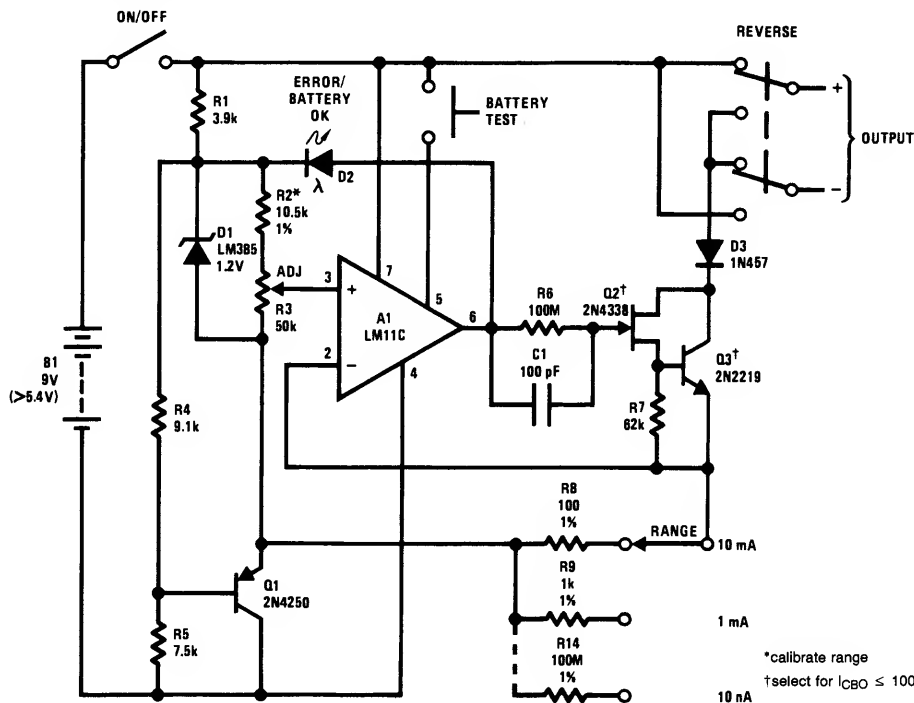 ON/OFF
REVERSE
R1
3.9k
ERROR/
BATTERY
OK
BATTERY
TEST
+
OUTPUT
−
D2
λ
R2*
10.5k
1%
D1
LM385
1.2V
ADJ
R3
50k
3
+
7
A1
LM11C
5
6
2
−
4
R6
100M
C1
100 pF
Q2†
2N4338
D3
1N457
Q3†
2N2219
R7
62k
B1
9V
(>5.4V)
R4
9.1k
R8
100
1%
RANGE
10 mA
R9
1k
1%
1 mA
Q1
2N4250
R5
7.5k
R14
100M
1%
10 nA
*calibrate range
†select for ICBO ≤ 100